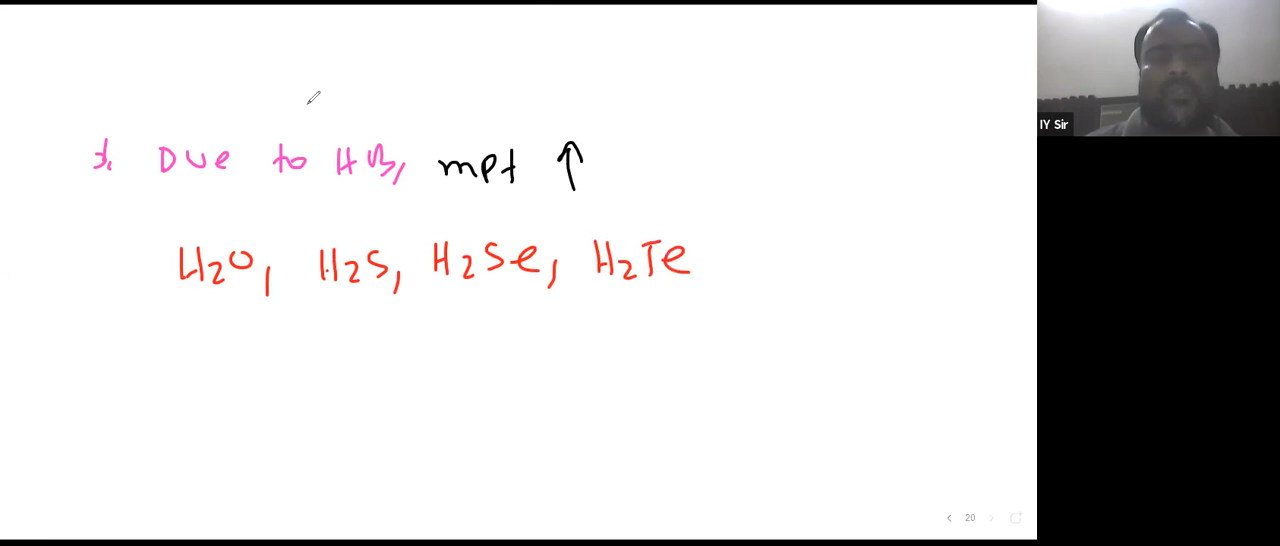 * Due to HB, mpt ↑
H₂O, H₂S, H₂Se, H₂Te
IY Sir
20